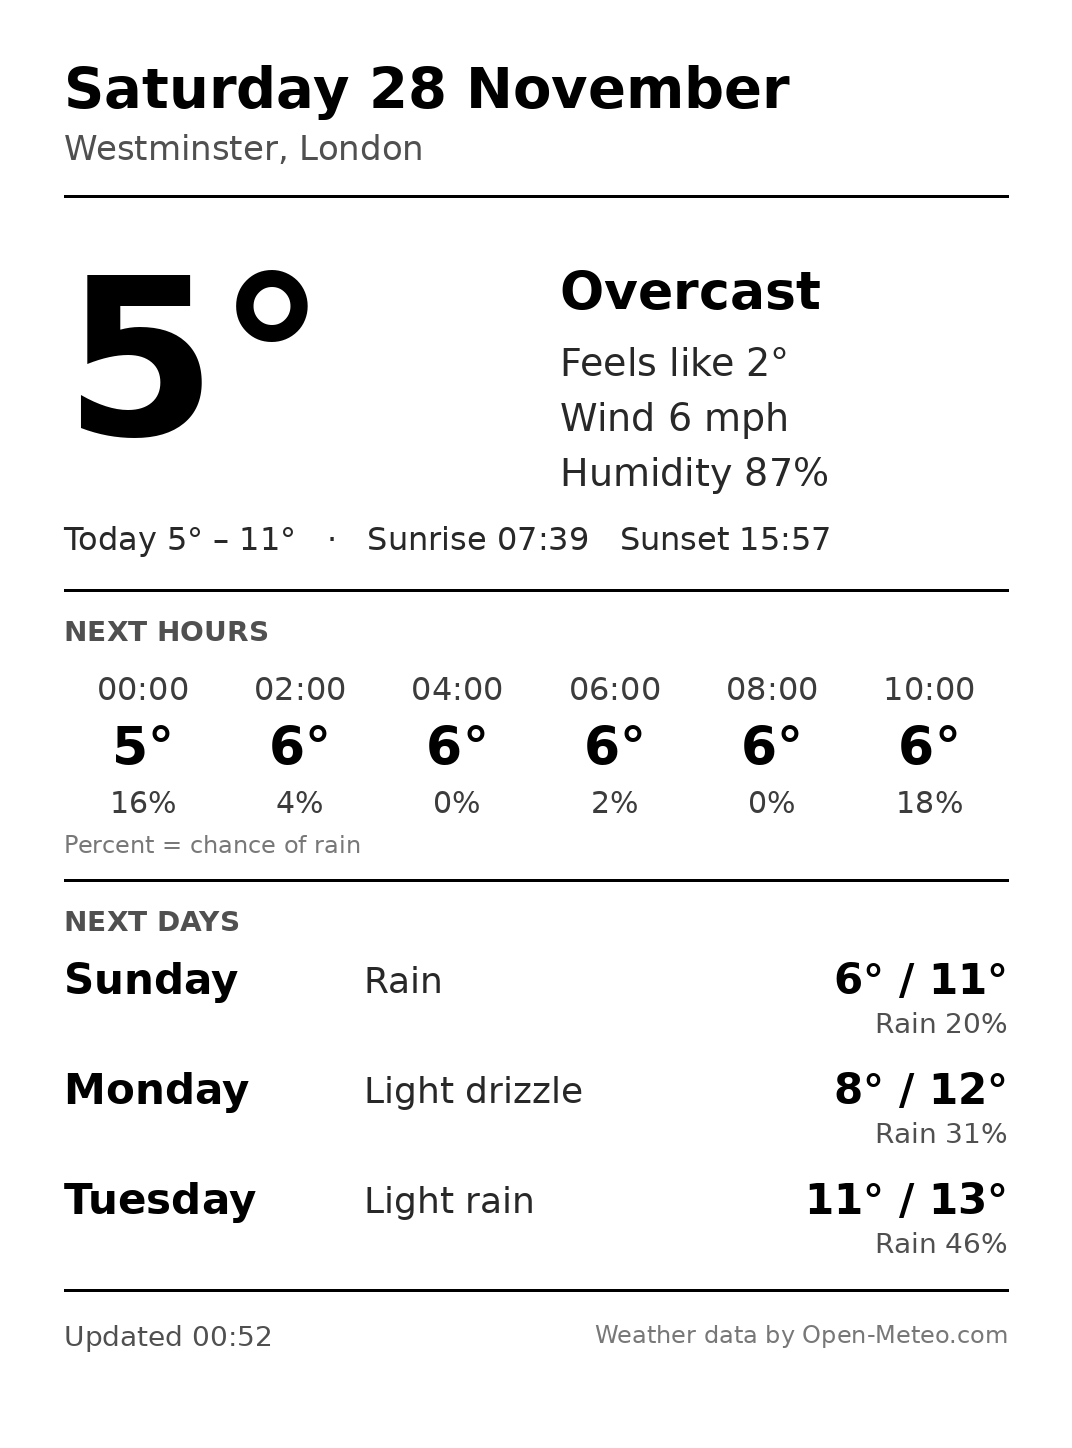 Saturday 28 November
Westminster, London
5°
Overcast
Feels like 2°
Wind 6 mph
Humidity 87%
Today 5° – 11° · Sunrise 07:39 Sunset 15:57
NEXT HOURS
00:00 02:00 04:00 06:00 08:00 10:00
5° 6° 6° 6° 6° 6°
16% 4% 0% 2% 0% 18%
Percent = chance of rain
NEXT DAYS
Sunday Rain 6° / 11°
Rain 20%
Monday Light drizzle 8° / 12°
Rain 31%
Tuesday Light rain 11° / 13°
Rain 46%
Updated 00:52 Weather data by Open-Meteo.com